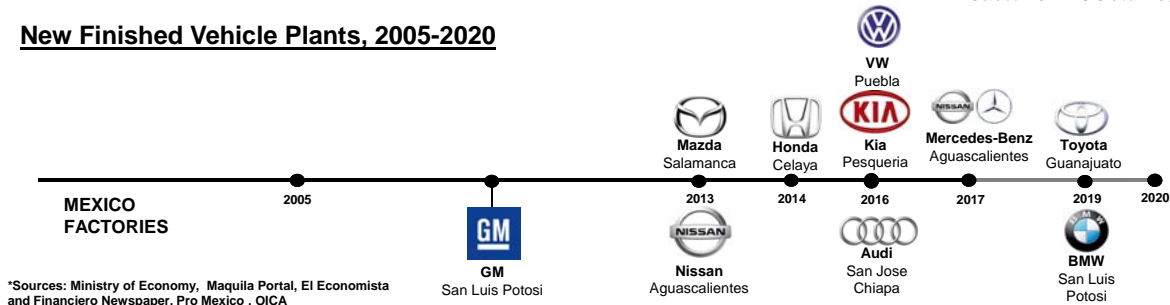 New Finished Vehicle Plants, 2005-2020
VW
Puebla
KIA
NISSAN
Mazda
Salamanca
Honda
Celaya
Kia
Pesqueria
Mercedes-Benz
Aguascalientes
Toyota
Guanajuato
MEXICO
FACTORIES
2005
2013
2014
2016
2017
2019
2020
GM
GM
San Luis Potosi
NISSAN
Nissan
Aguascalientes
Audi
San Jose
Chiapa
BMW
BMW
San Luis
Potosi
*Sources: Ministry of Economy, Maquila Portal, El Economista
and Financiero Newspaper, Pro Mexico , OICA